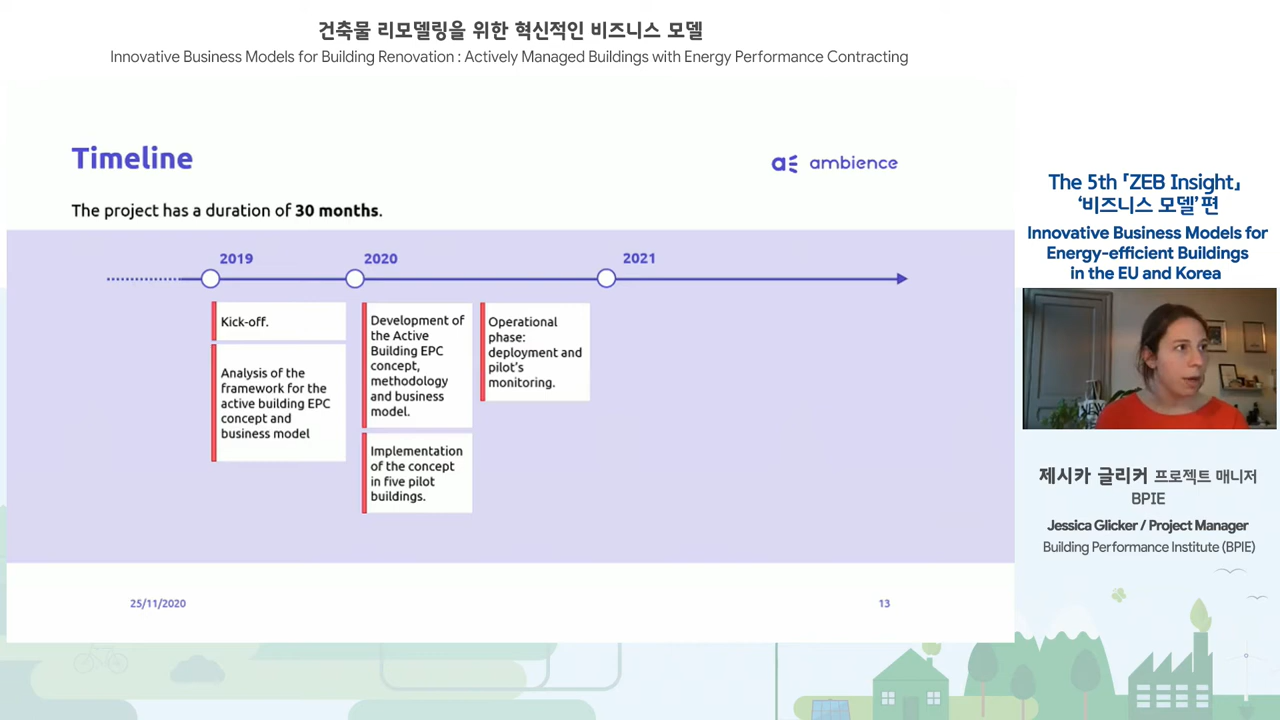 건축물 리모델링을 위한 혁신적인 비즈니스 모델
Innovative Business Models for Building Renovation : Actively Managed Buildings with Energy Performance Contracting
Timeline
ambience
The project has a duration of 30 months.
2019
2020
2021
Kick-off.
Analysis of the
framework for the
active building EPC
concept and
business model
Development of
the Active
Building EPC
concept,
methodology
and business
model.
Implementation
of the concept
in five pilot
buildings.
Operational
phase:
deployment and
pilot's
monitoring.
25/11/2020
13
The 5th「ZEB Insight」
‘비즈니스 모델’편
Innovative Business Models for
Energy-efficient Buildings
in the EU and Korea
제시카 글리커 프로젝트 매니저
BPIE
Jessica Glicker / Project Manager
Building Performance Institute (BPIE)